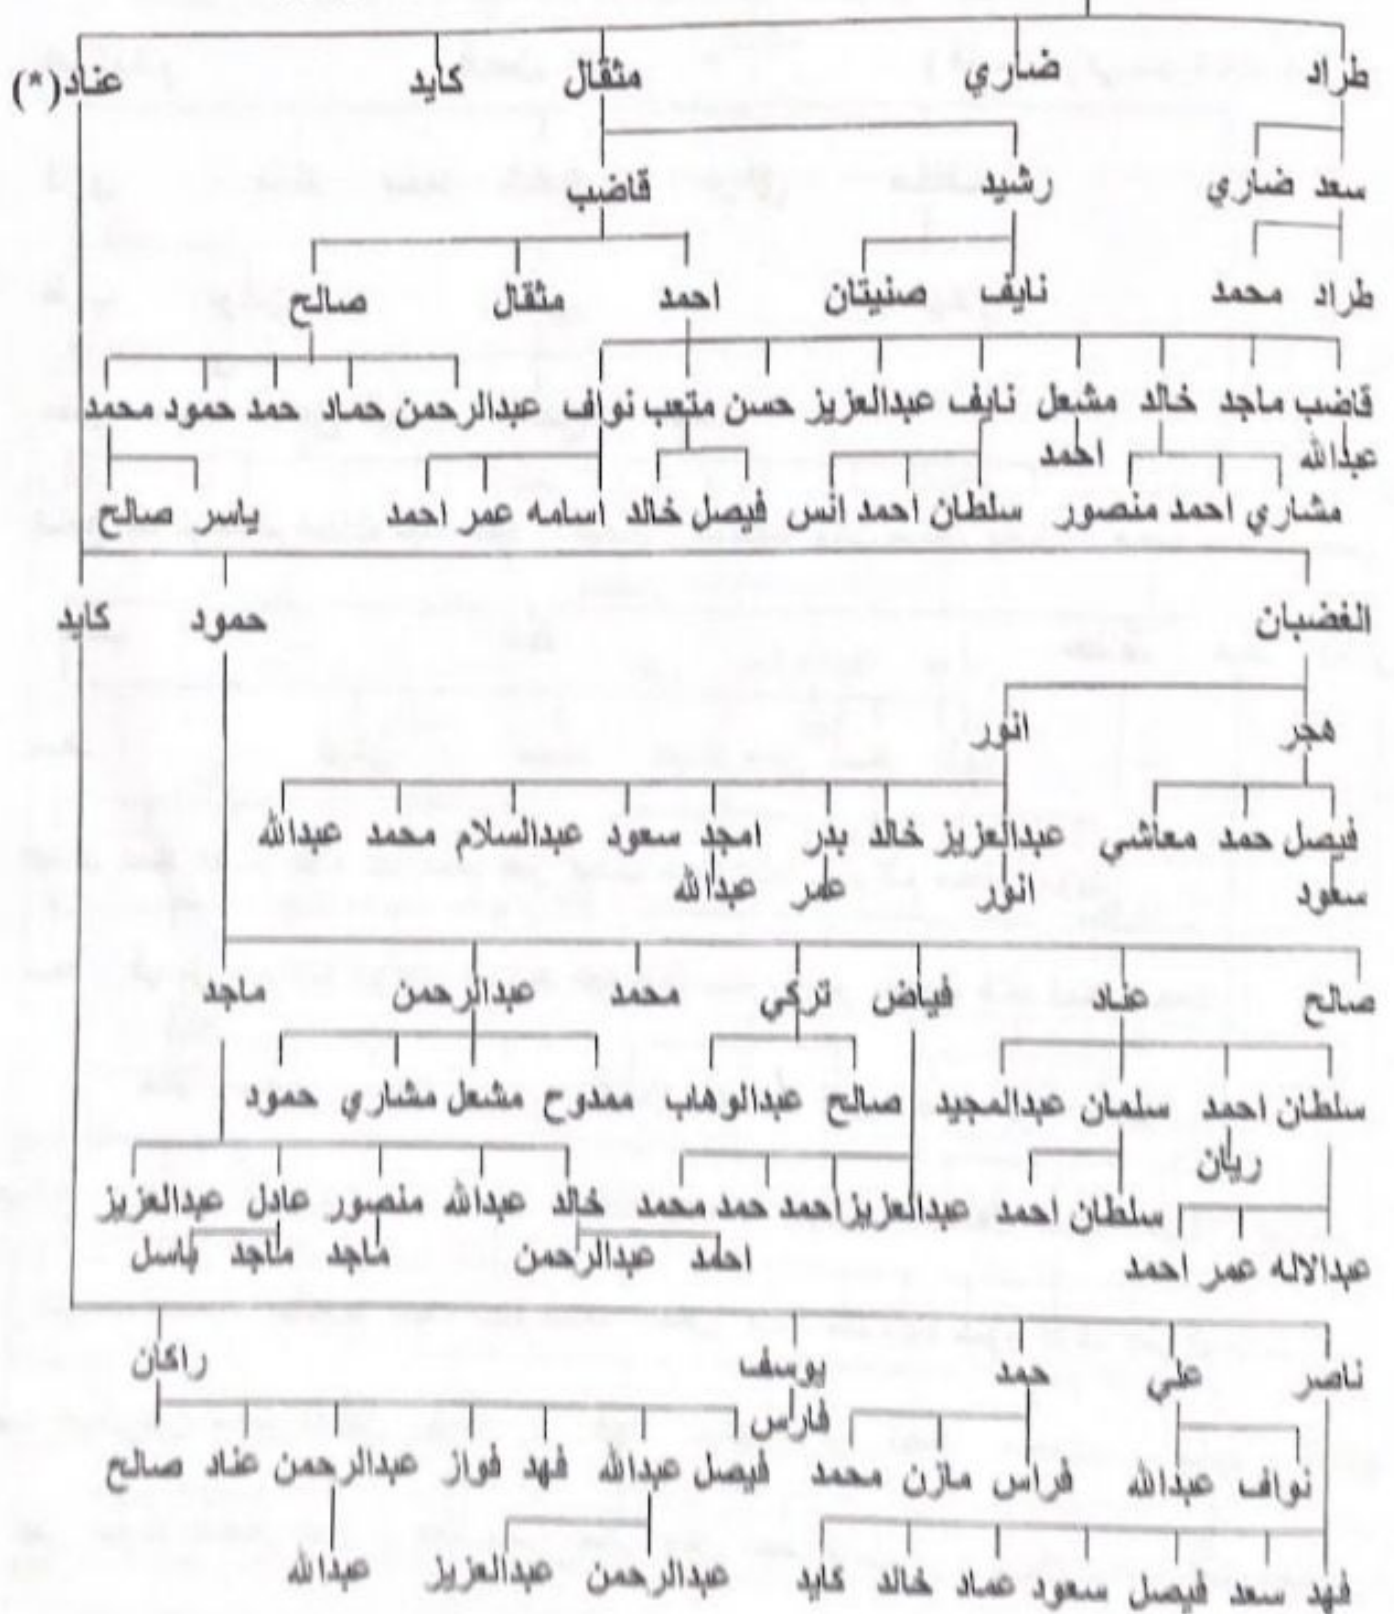 طراد ضاري مثقال كايد عناد(*)
سعد ضاري رشيد قاضب
طراد محمد نايف صنيتان احمد مثقال صالح
قاضب ماجد خالد مشعل نايف عبدالعزيز حسن متعب نواف عبدالرحمن حماد حمد حمود محمد
عبدالله احمد
مشاري احمد منصور سلطان احمد انس فيصل خالد اسامه عمر احمد ياسر صالح
الغضبان حمود كايد
هجر انور
فيصل حمد معاشي عبدالعزيز خالد بدر امجد سعود عبدالسلام محمد عبدالله
سعود انور عمر عبدالله
صالح عناد فياض تركي محمد عبدالرحمن ماجد
سلطان احمد سلمان عبدالمجيد صالح عبدالوهاب ممدوح مشعل مشاري حمود
ريان
سلطان احمد عبدالعزيز احمد حمد محمد خالد عبدالله منصور عادل عبدالعزيز
عبدالاله عمر احمد احمد عبدالرحمن ماجد ماجد باسل
ناصر علي حمد يوسف راكان
فارس
نواف عبدالله فراس مازن محمد فيصل عبدالله فهد فواز عبدالرحمن عناد صالح
فهد سعد فيصل سعود عماد خالد كايد عبدالرحمن عبدالعزيز عبدالله